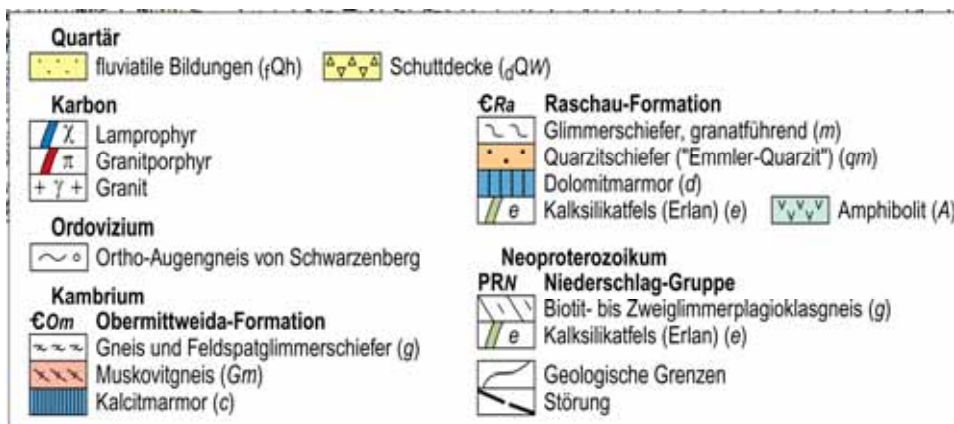 Quartär
fluviatile Bildungen (fQh)
Schuttdecke (dQW)
Karbon
χ Lamprophyr
π Granitporphyr
+ γ + Granit
Ordovizium
Ortho-Augengneis von Schwarzenberg
Kambrium
ЄOm Obermittweida-Formation
Gneis und Feldspatglimmerschiefer (g)
Muskovitgneis (Gm)
Kalcitmarmor (c)
ЄRa Raschau-Formation
Glimmerschiefer, granatführend (m)
Quarzitschiefer ("Emmler-Quarzit") (qm)
Dolomitmarmor (d)
e Kalksilikatfels (Erlan) (e)
Amphibolit (A)
Neoproterozoikum
PRN Niederschlag-Gruppe
Biotit- bis Zweiglimmerplagioklasgneis (g)
e Kalksilikatfels (Erlan) (e)
Geologische Grenzen
Störung